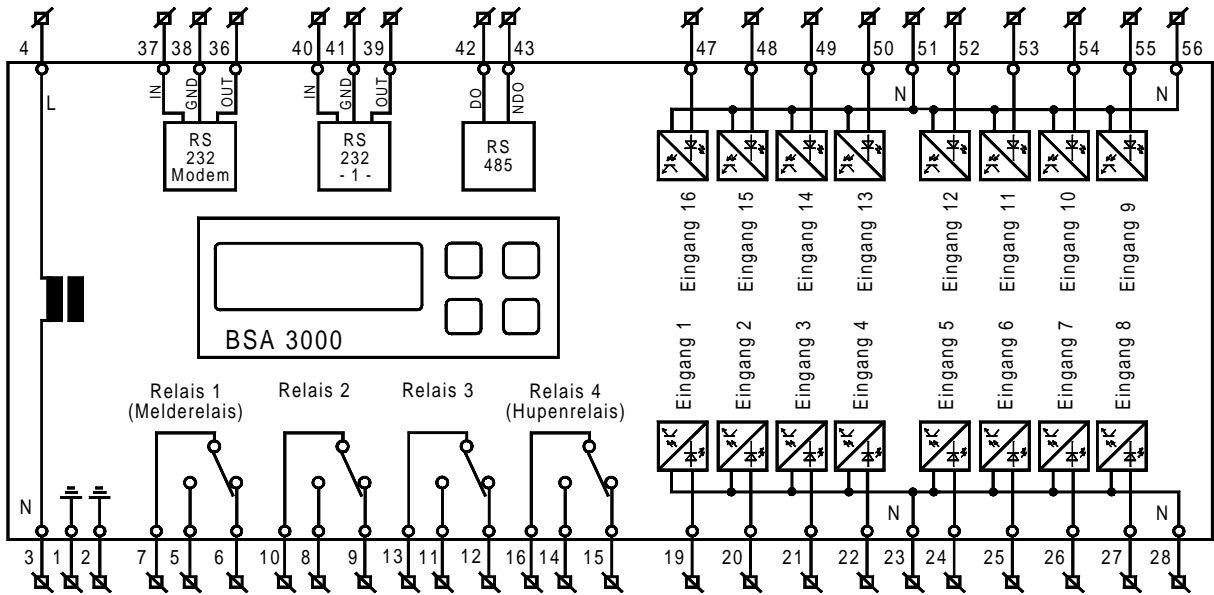 4 37 38 36 40 41 39 42 43 47 48 49 50 51 52 53 54 55 56
L IN GND OUT IN GND OUT DO NDO N N
RS
232
Modem
RS
232
- 1 -
RS
485
Eingang 16
Eingang 15
Eingang 14
Eingang 13
Eingang 12
Eingang 11
Eingang 10
Eingang 9
BSA 3000
Eingang 1
Eingang 2
Eingang 3
Eingang 4
Eingang 5
Eingang 6
Eingang 7
Eingang 8
Relais 1
(Melderelais)
Relais 2
Relais 3
Relais 4
(Hupenrelais)
N N N
3 1 2 7 5 6 10 8 9 13 11 12 16 14 15 19 20 21 22 23 24 25 26 27 28